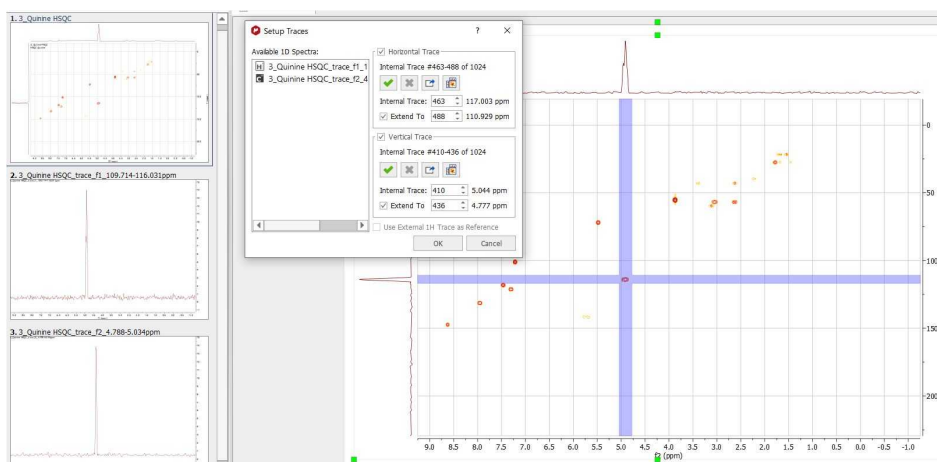 1. 3_Quinine HSQC
2. 3_Quinine HSQC_trace_f1_109.714-116.031ppm
3. 3_Quinine HSQC_trace_f2_4.788-5.034ppm
Setup Traces
?
Available 1D Spectra:
H 3_Quinine HSQC_trace_f1_1
C 3_Quinine HSQC_trace_f2_4
Horizontal Trace
Internal Trace #463-488 of 1024
Internal Trace: 463 117.003 ppm
Extend To 488 110.929 ppm
Vertical Trace
Internal Trace #410-436 of 1024
Internal Trace: 410 5.044 ppm
Extend To 436 4.777 ppm
Use External 1H Trace as Reference
OK Cancel
0
50
100
150
200
9.0 8.5 8.0 7.5 7.0 6.5 6.0 5.5 5.0 4.5 4.0 3.5 3.0 2.5 2.0 1.5 1.0 0.5 0.0 -0.5 -1.0
f2 (ppm)